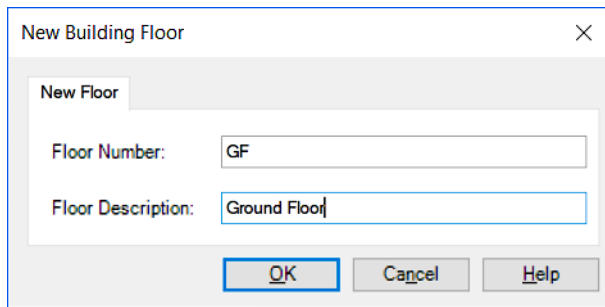 New Building Floor
New Floor
Floor Number: GF
Floor Description: Ground Floor
OK Cancel Help